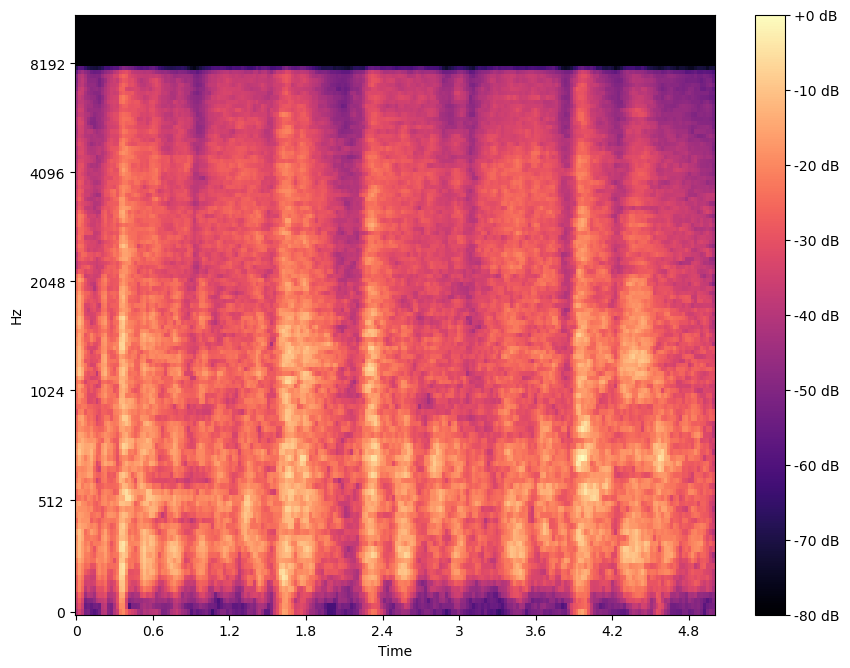 +0 dB
8192
-10 dB
4096
-20 dB
-30 dB
2048
Hz
-40 dB
1024
-50 dB
512
-60 dB
-70 dB
0
-80 dB
0 0.6 1.2 1.8 2.4 3 3.6 4.2 4.8
Time